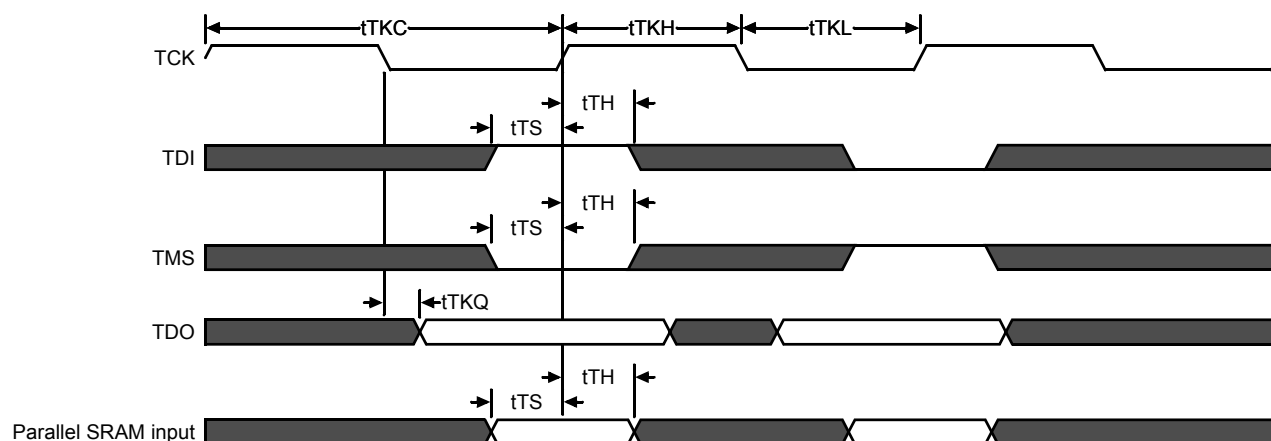 tTKC
tTKH
tTKL
TCK
tTH
tTS
TDI
tTH
tTS
TMS
tTKQ
TDO
tTH
tTS
Parallel SRAM input